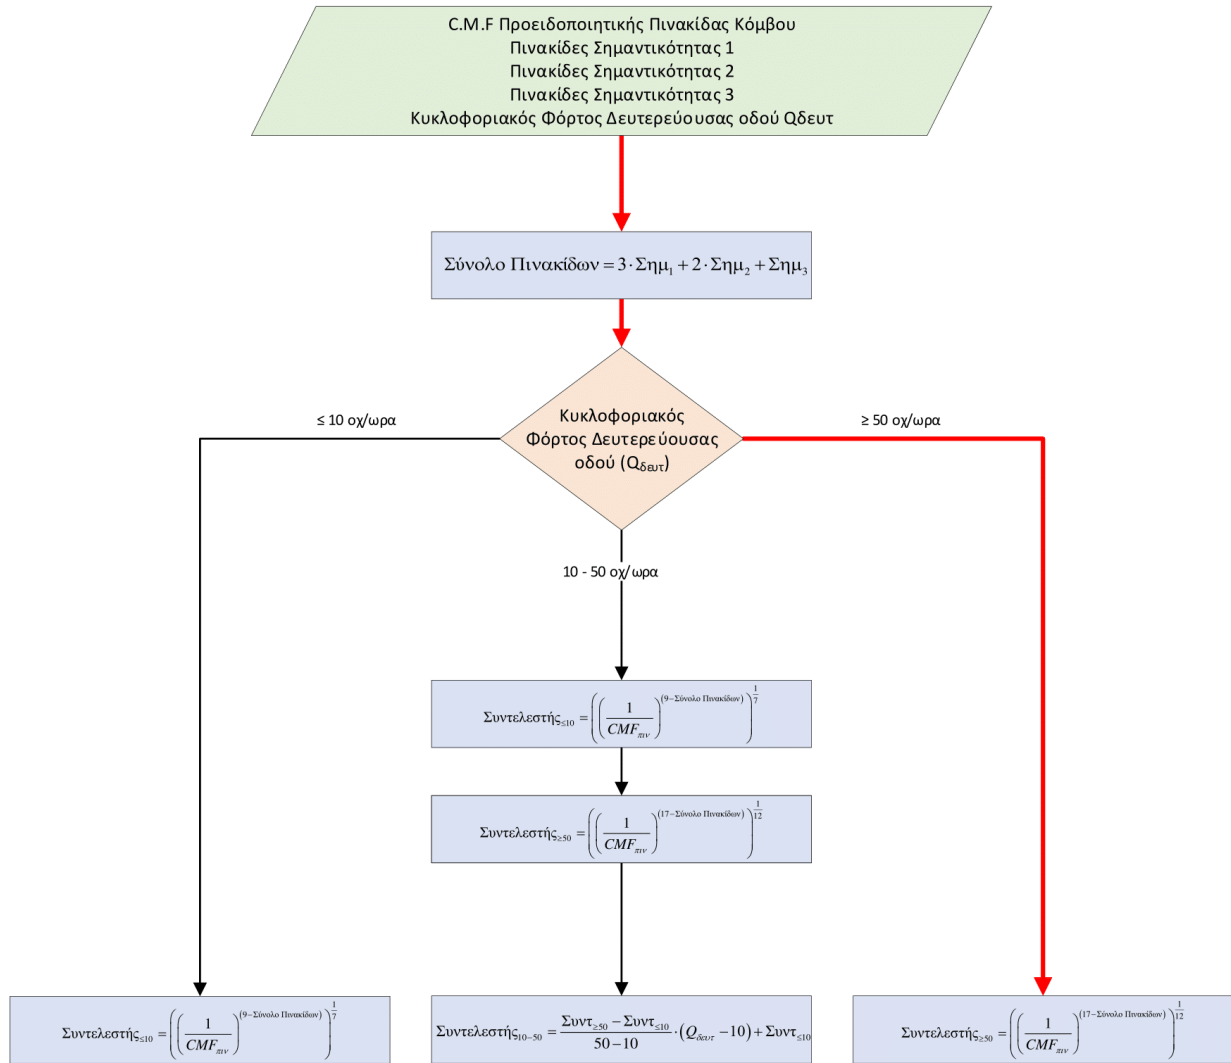 C.M.F Προειδοποιητικής Πινακίδας Κόμβου
Πινακίδες Σημαντικότητας 1
Πινακίδες Σημαντικότητας 2
Πινακίδες Σημαντικότητας 3
Κυκλοφοριακός Φόρτος Δευτερεύουσας οδού Qδευτ
Σύνολο Πινακίδων = 3·Σημ₁ + 2·Σημ₂ + Σημ₃
≤ 10 οχ/ωρα
Κυκλοφοριακός
Φόρτος Δευτερεύουσας
οδού (Qδευτ)
≥ 50 οχ/ωρα
10 - 50 οχ/ωρα
Συντελεστής≤10 = ((1/CMFπιν)^(9−Σύνολο Πινακίδων))^(1/7)
Συντελεστής≥50 = ((1/CMFπιν)^(17−Σύνολο Πινακίδων))^(1/12)
Συντελεστής≤10 = ((1/CMFπιν)^(9−Σύνολο Πινακίδων))^(1/7)
Συντελεστής10−50 = (Συντ≥50 − Συντ≤10)/(50−10)·(Qδευτ −10) + Συντ≤10
Συντελεστής≥50 = ((1/CMFπιν)^(17−Σύνολο Πινακίδων))^(1/12)